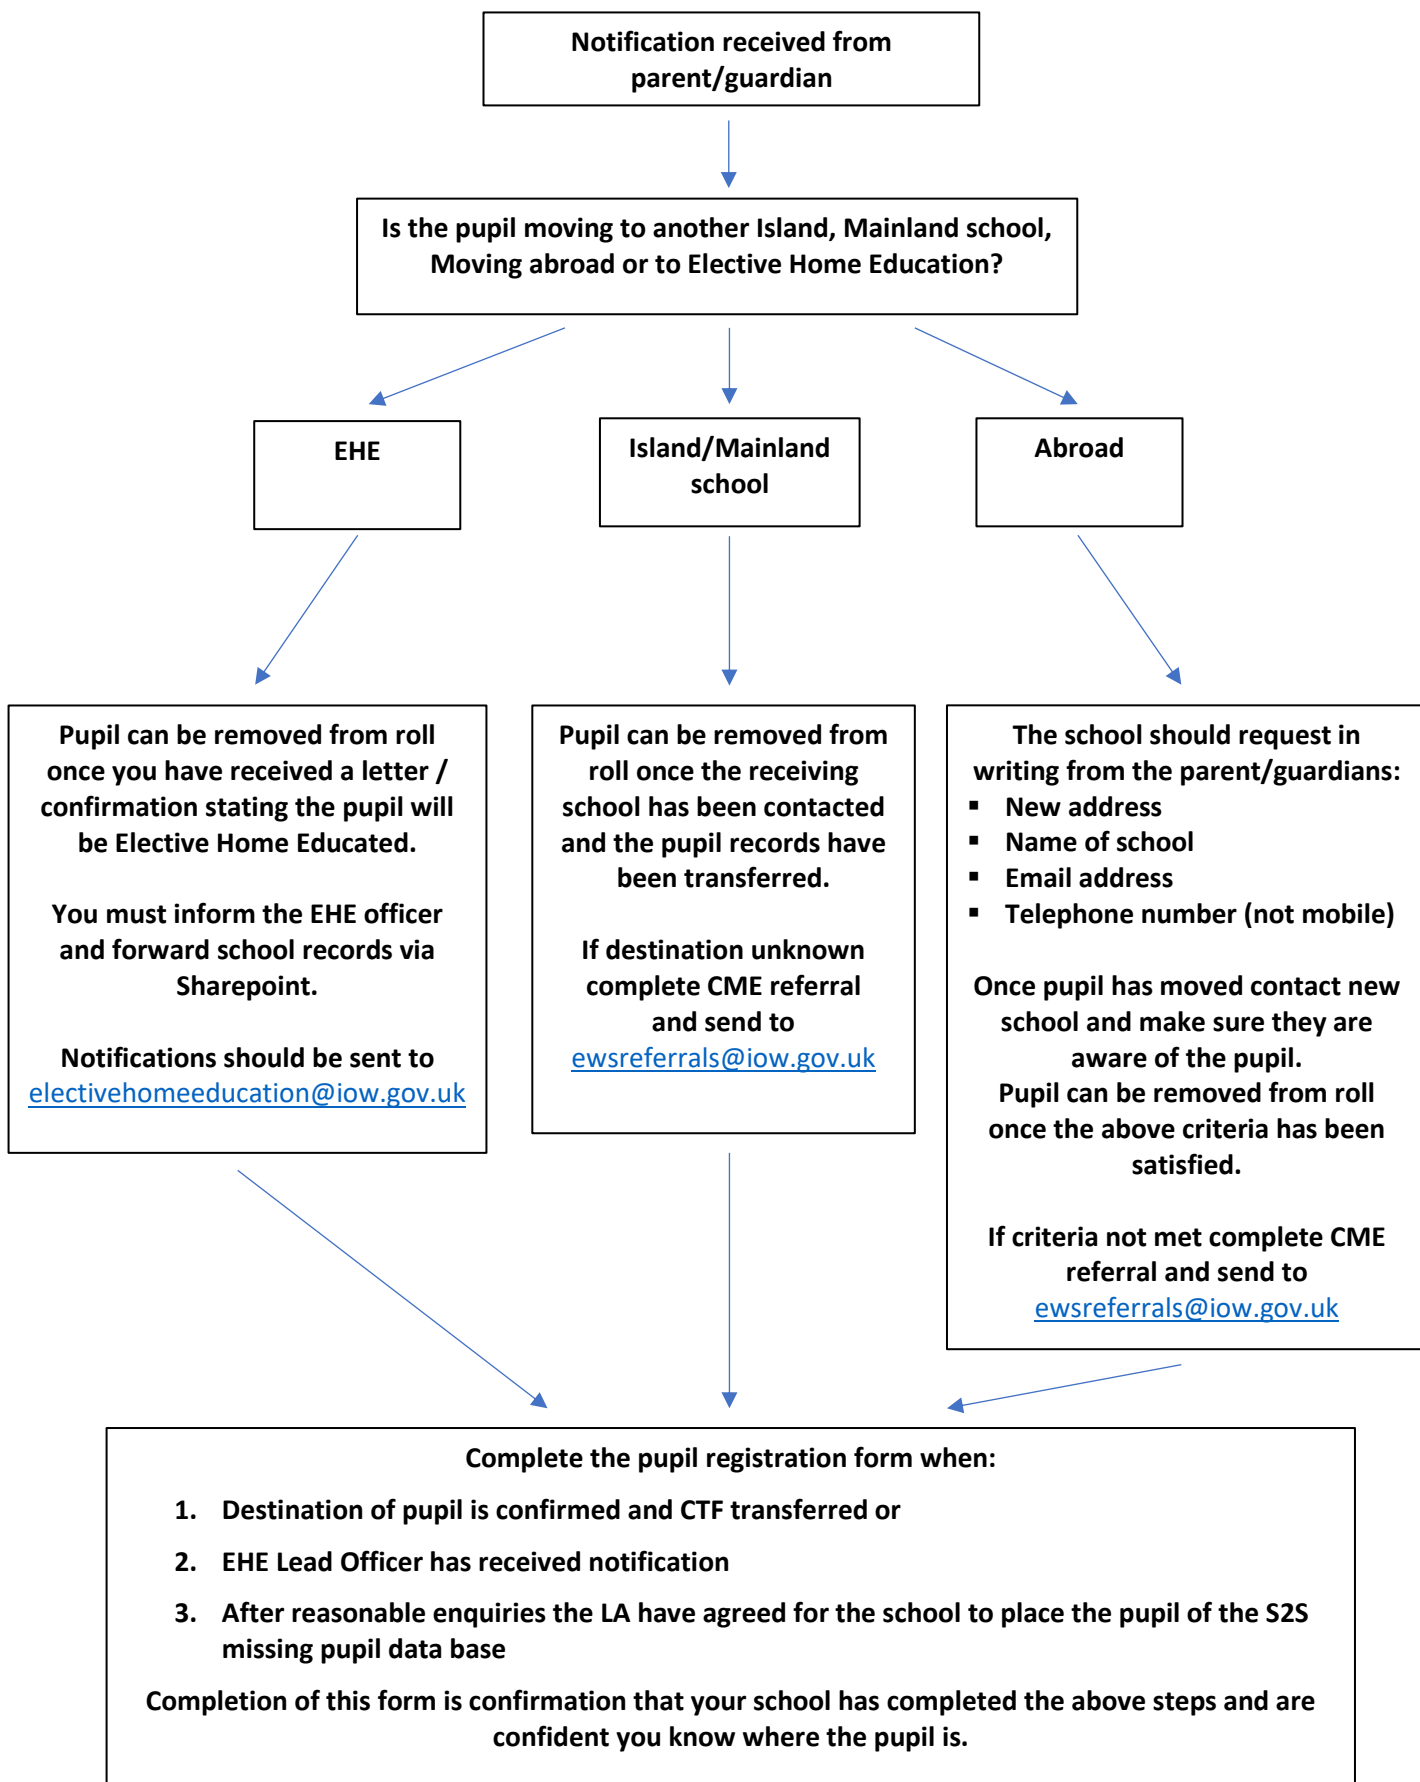 Notification received from
parent/guardian
Is the pupil moving to another Island, Mainland school,
Moving abroad or to Elective Home Education?
EHE
Island/Mainland
school
Abroad
Pupil can be removed from roll
once you have received a letter /
confirmation stating the pupil will
be Elective Home Educated.
You must inform the EHE officer
and forward school records via
Sharepoint.
Notifications should be sent to
electivehomeeducation@iow.gov.uk
Pupil can be removed from
roll once the receiving
school has been contacted
and the pupil records have
been transferred.
If destination unknown
complete CME referral
and send to
ewsreferrals@iow.gov.uk
The school should request in
writing from the parent/guardians:
▪ New address
▪ Name of school
▪ Email address
▪ Telephone number (not mobile)
Once pupil has moved contact new
school and make sure they are
aware of the pupil.
Pupil can be removed from roll
once the above criteria has been
satisfied.
If criteria not met complete CME
referral and send to
ewsreferrals@iow.gov.uk
Complete the pupil registration form when:
1. Destination of pupil is confirmed and CTF transferred or
2. EHE Lead Officer has received notification
3. After reasonable enquiries the LA have agreed for the school to place the pupil of the S2S
missing pupil data base
Completion of this form is confirmation that your school has completed the above steps and are
confident you know where the pupil is.